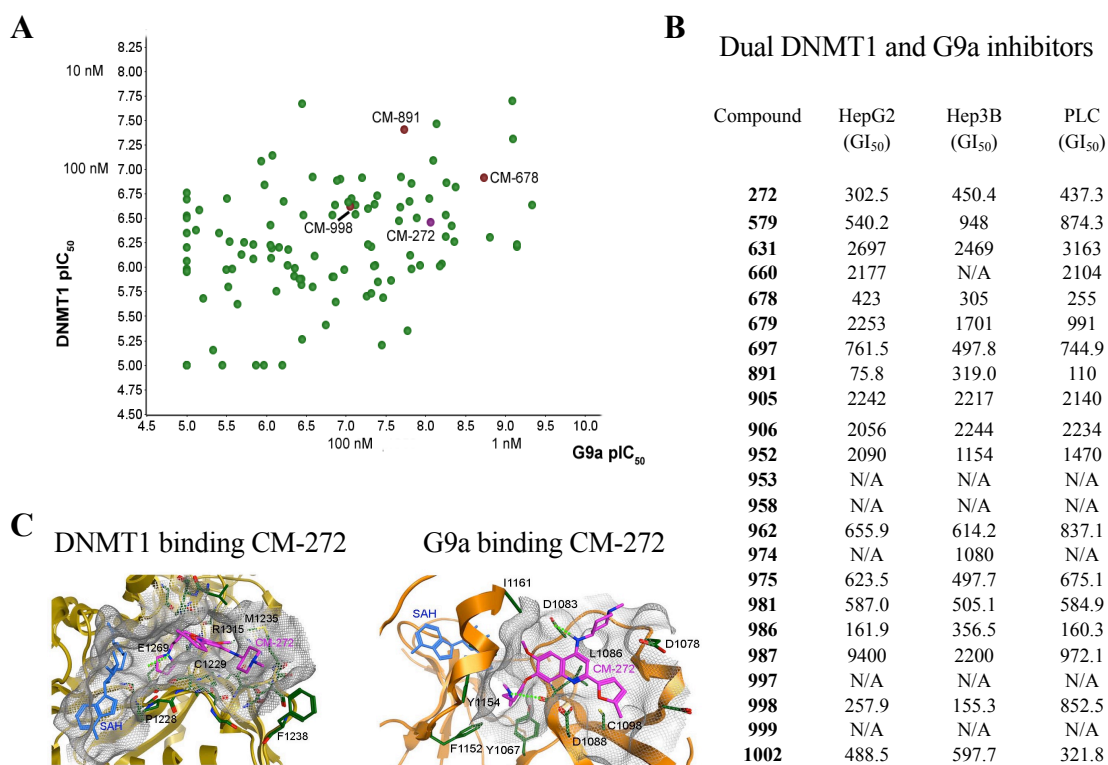 A
8.25
8.00
10 nM
7.75
7.50
7.25
100 nM
7.00
6.75
6.50
6.25
6.00
5.75
5.50
5.25
5.00
4.75
4.50
DNMT1 pIC50
CM-891
CM-678
CM-998
CM-272
4.5 5.0 5.5 6.0 6.5 7.0 7.5 8.0 8.5 9.0 9.5 10.0
100 nM 1 nM
G9a pIC50
B
Dual DNMT1 and G9a inhibitors
Compound HepG2 Hep3B PLC
(GI50) (GI50) (GI50)
272 302.5 450.4 437.3
579 540.2 948 874.3
631 2697 2469 3163
660 2177 N/A 2104
678 423 305 255
679 2253 1701 991
697 761.5 497.8 744.9
891 75.8 319.0 110
905 2242 2217 2140
906 2056 2244 2234
952 2090 1154 1470
953 N/A N/A N/A
958 N/A N/A N/A
962 655.9 614.2 837.1
974 N/A 1080 N/A
975 623.5 497.7 675.1
981 587.0 505.1 584.9
986 161.9 356.5 160.3
987 9400 2200 972.1
997 N/A N/A N/A
998 257.9 155.3 852.5
999 N/A N/A N/A
1002 488.5 597.7 321.8
C
DNMT1 binding CM-272
M1235
R1315
CM-272
E1269
C1229
P1228
SAH
F1238
G9a binding CM-272
I1161
SAH
D1083
D1078
L1086
CM-272
Y1154
C1098
D1088
F1152
Y1067